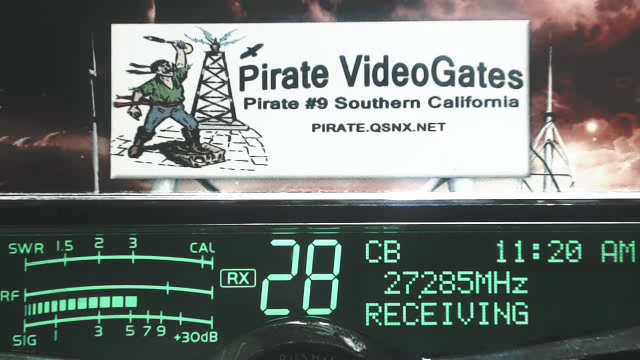 Pirate VideoGates
Pirate #9 Southern California
PIRATE.QSNX.NET
SWR 1.5 2 3 CAL
RF
SIG 1 3 5 7 9 +30dB
RX
28
CB 11:20 AM
27285MHz
RECEIVING